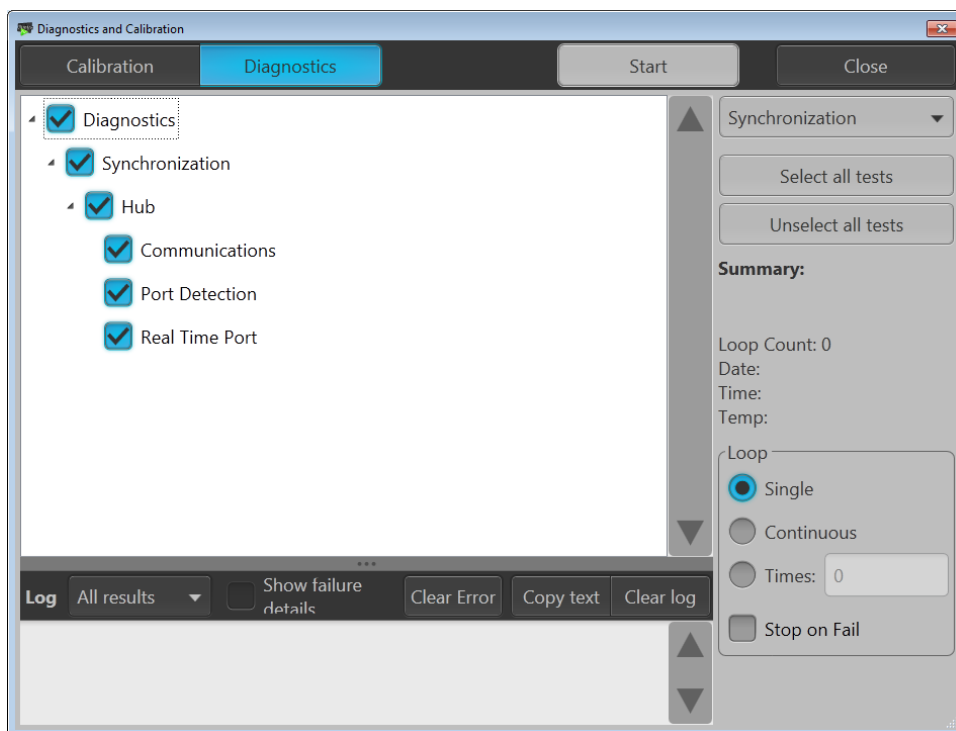 Diagnostics and Calibration
Calibration
Diagnostics
Start
Close
Diagnostics
Synchronization
Hub
Communications
Port Detection
Real Time Port
Synchronization
Select all tests
Unselect all tests
Summary:
Loop Count: 0
Date:
Time:
Temp:
Loop
Single
Continuous
Times: 0
Stop on Fail
Log
All results
Show failure
details
Clear Error
Copy text
Clear log